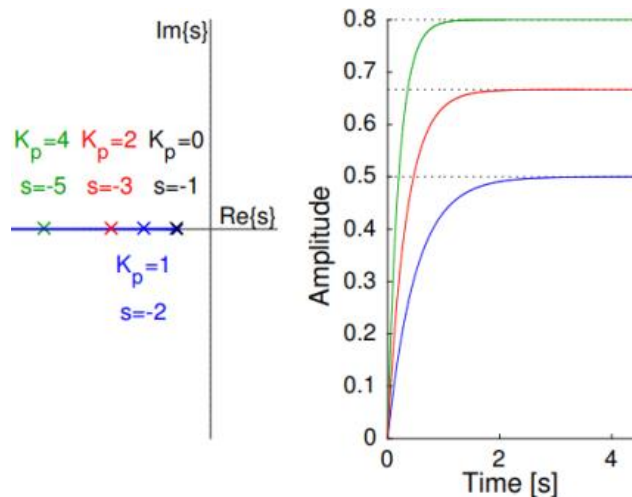 Im{s}
K_p=4 K_p=2 K_p=0
s=-5 s=-3 s=-1
Re{s}
K_p=1
s=-2
0.8
0.7
0.6
0.5
0.4
0.3
0.2
0.1
0
Amplitude
0 2 4
Time [s]